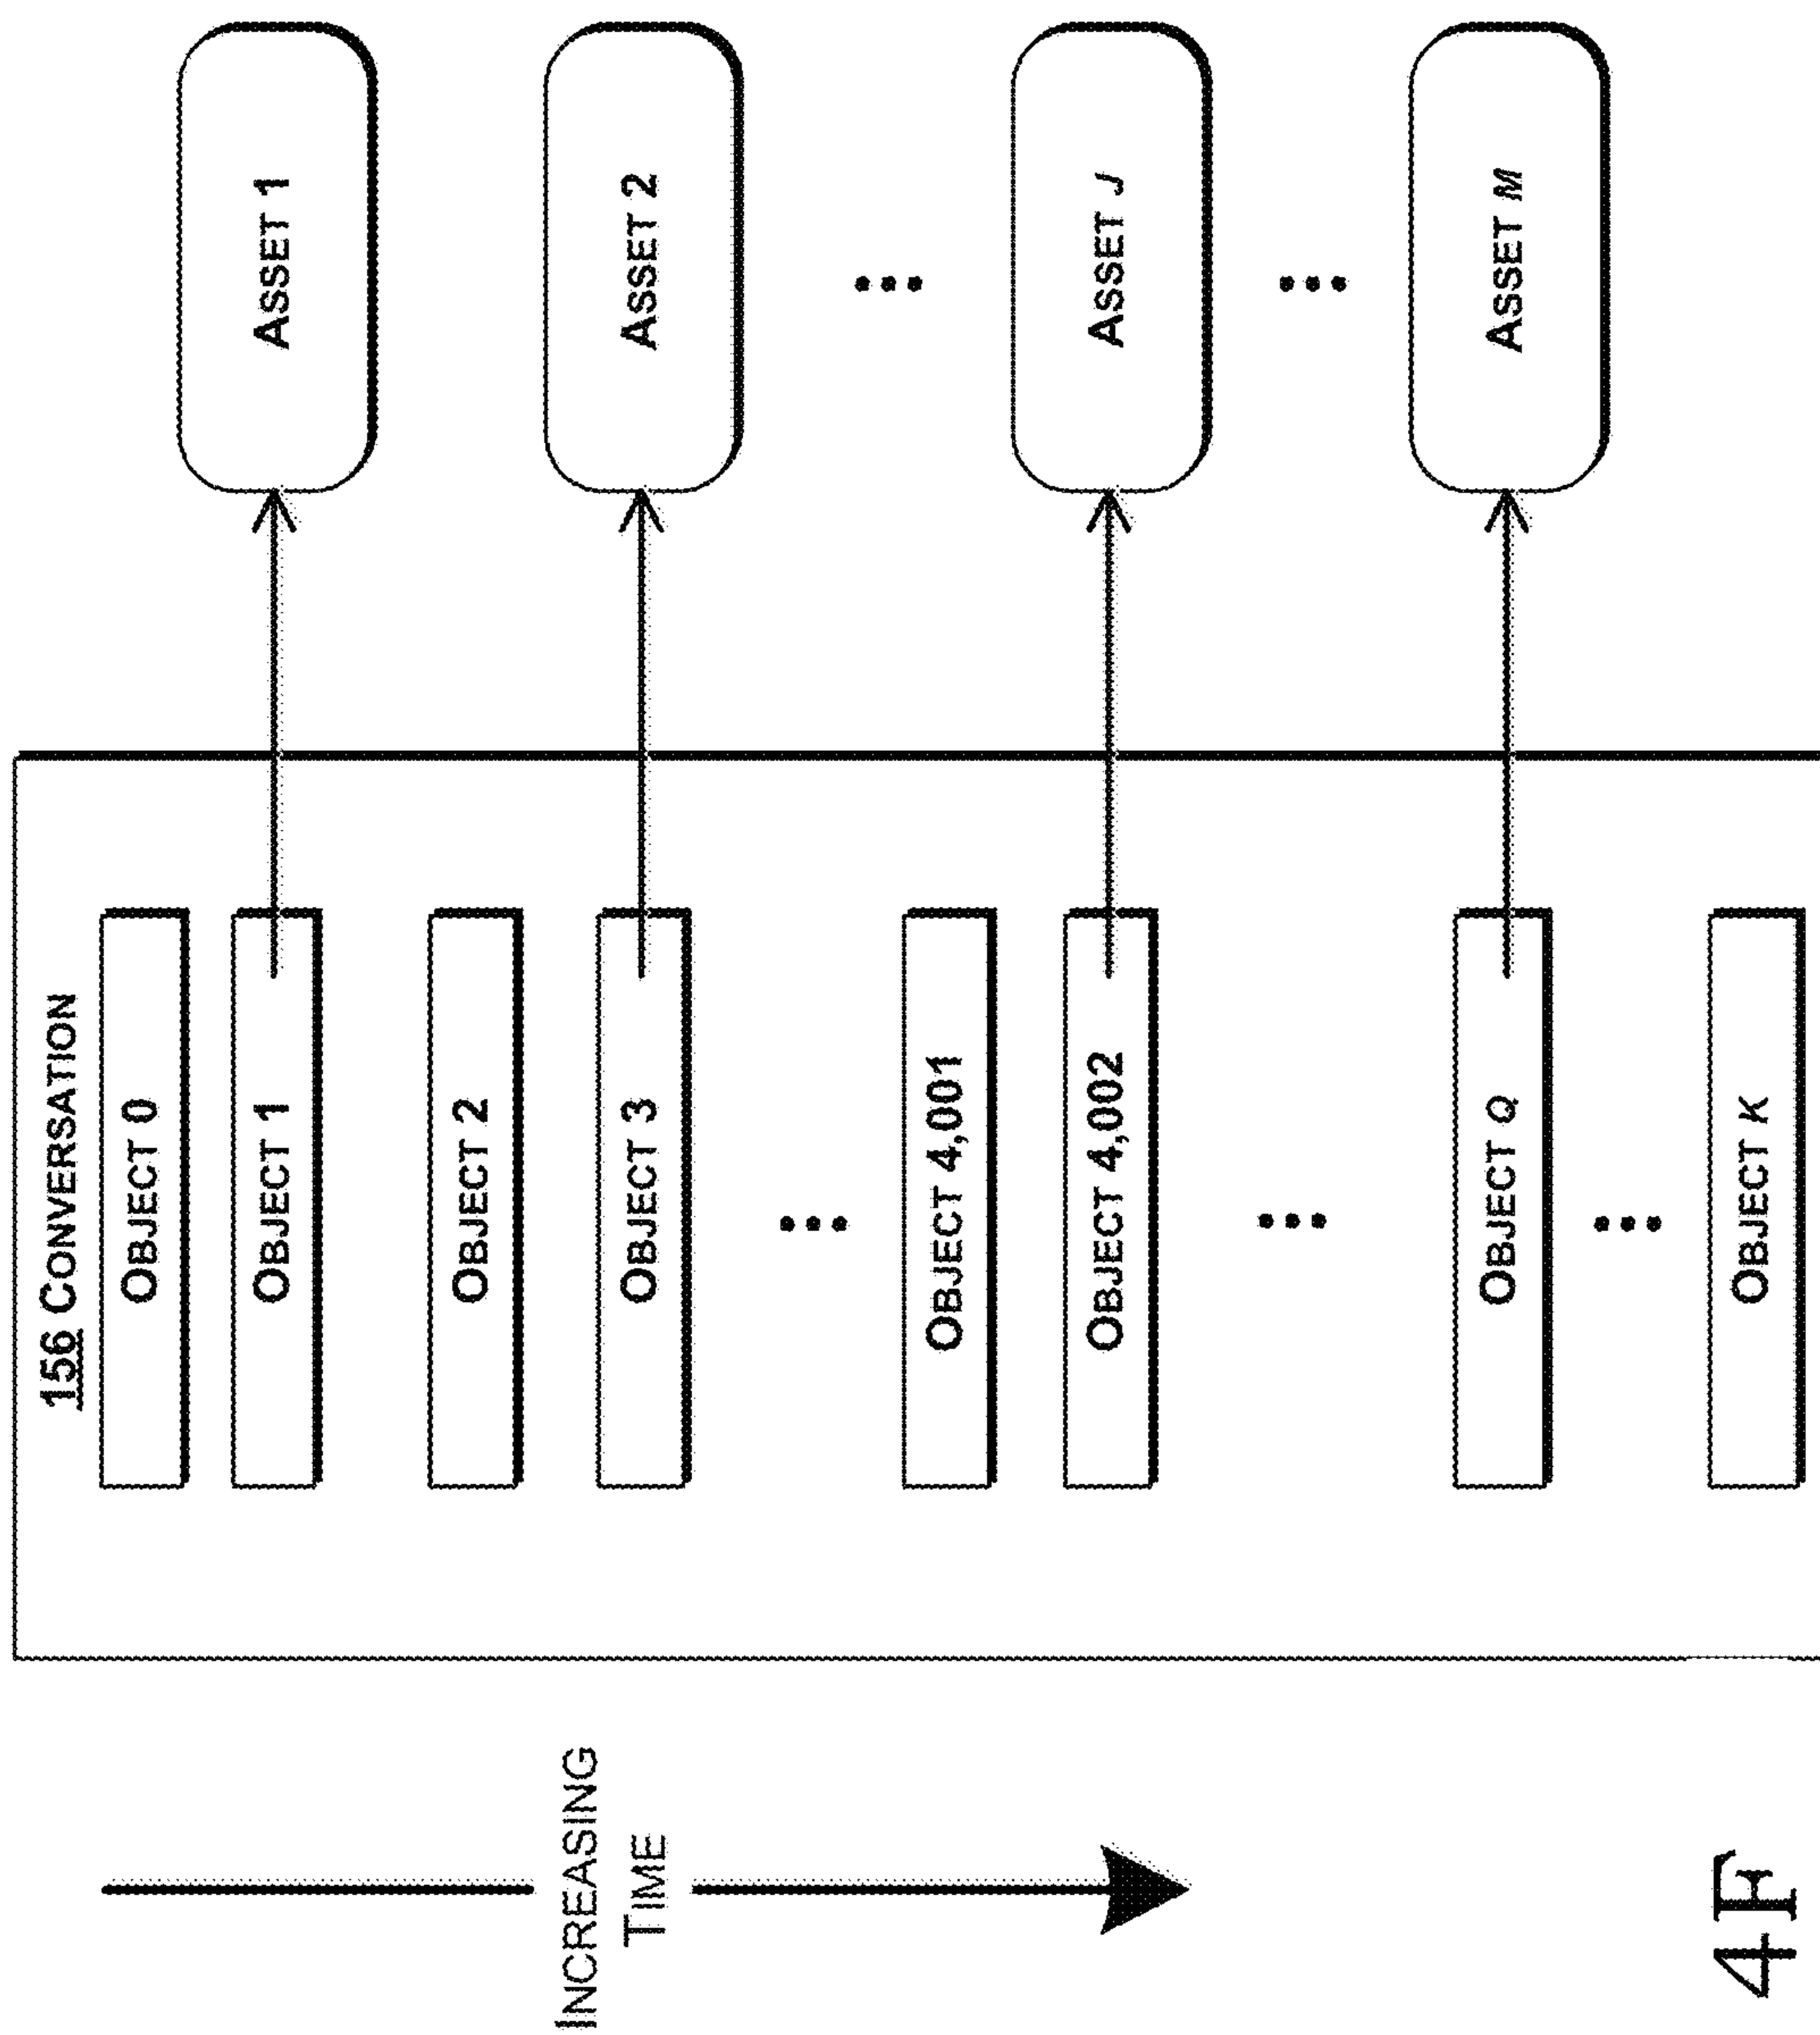 156 CONVERSATION
OBJECT 0
OBJECT 1
ASSET 1
OBJECT 2
OBJECT 3
ASSET 2
INCREASING
TIME
...
...
OBJECT 4,001
OBJECT 4,002
ASSET J
...
...
OBJECT Q
ASSET M
...
OBJECT K
4F